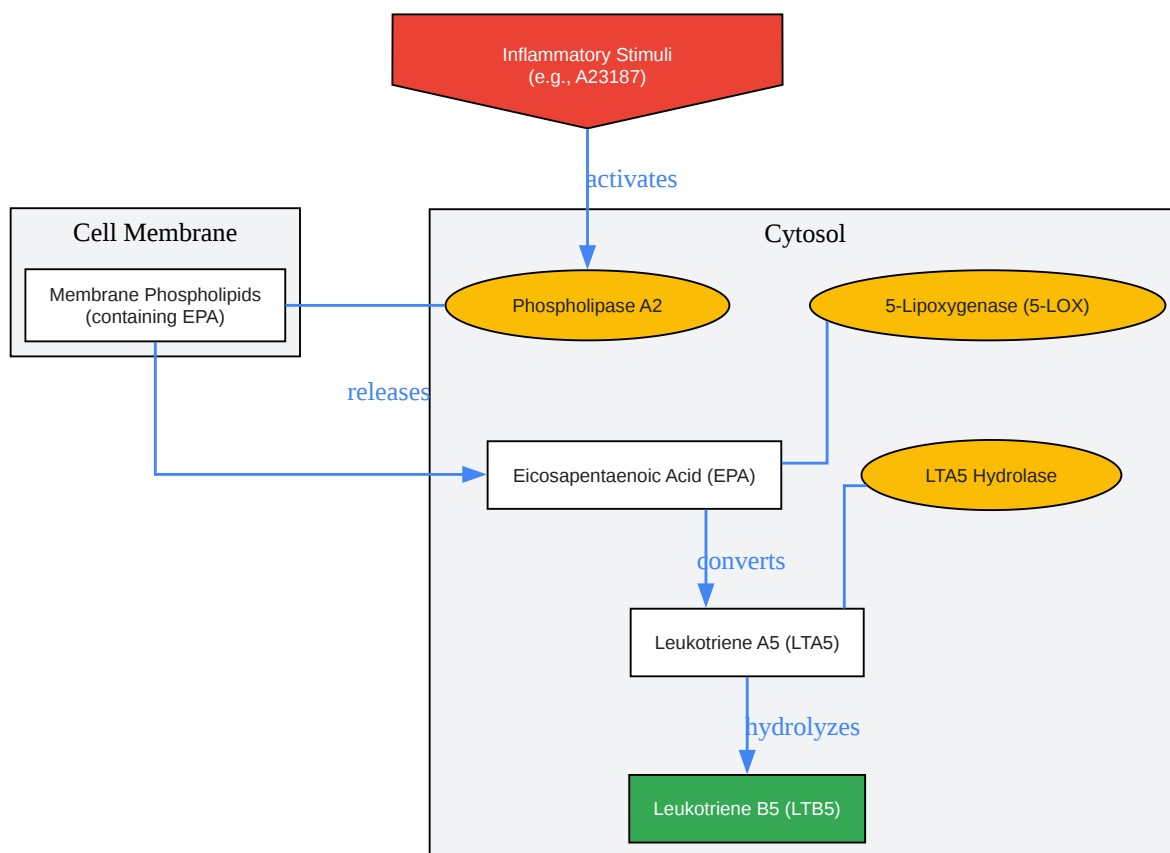 Inflammatory Stimuli
(e.g., A23187)
activates
Cell Membrane
Cytosol
Membrane Phospholipids
(containing EPA)
Phospholipase A2
5-Lipoxygenase (5-LOX)
releases
Eicosapentaenoic Acid (EPA)
LTA5 Hydrolase
converts
Leukotriene A5 (LTA5)
hydrolyzes
Leukotriene B5 (LTB5)